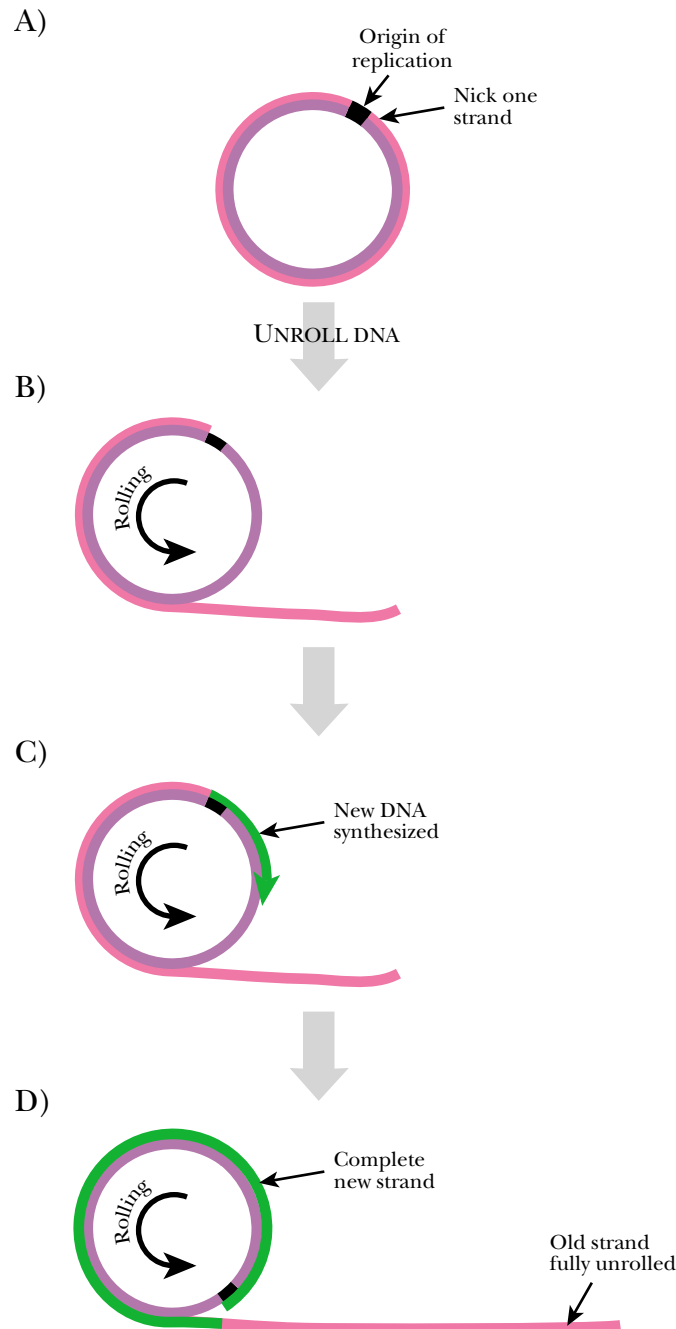 A)
Origin of
replication
Nick one
strand
UNROLL DNA
B)
Rolling
C)
New DNA
synthesized
Rolling
D)
Complete
new strand
Rolling
Old strand
fully unrolled